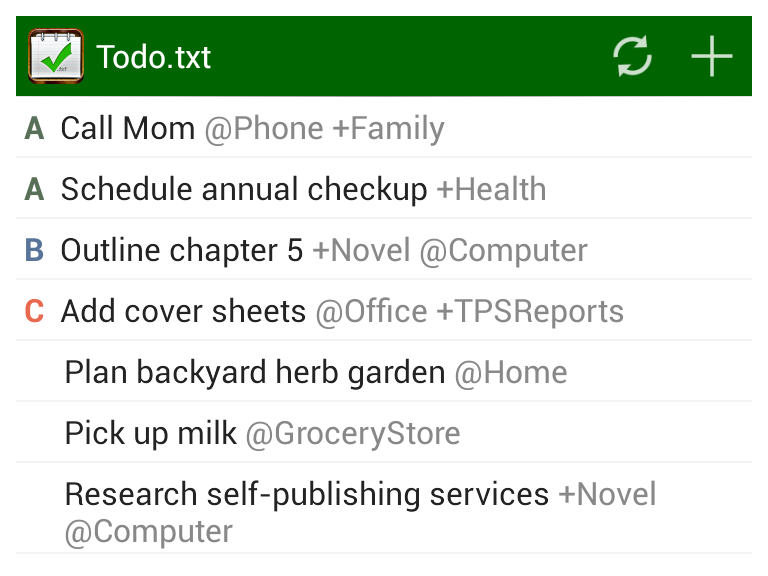 Todo.txt
A Call Mom @Phone +Family
A Schedule annual checkup +Health
B Outline chapter 5 +Novel @Computer
C Add cover sheets @Office +TPSReports
Plan backyard herb garden @Home
Pick up milk @GroceryStore
Research self-publishing services +Novel
@Computer